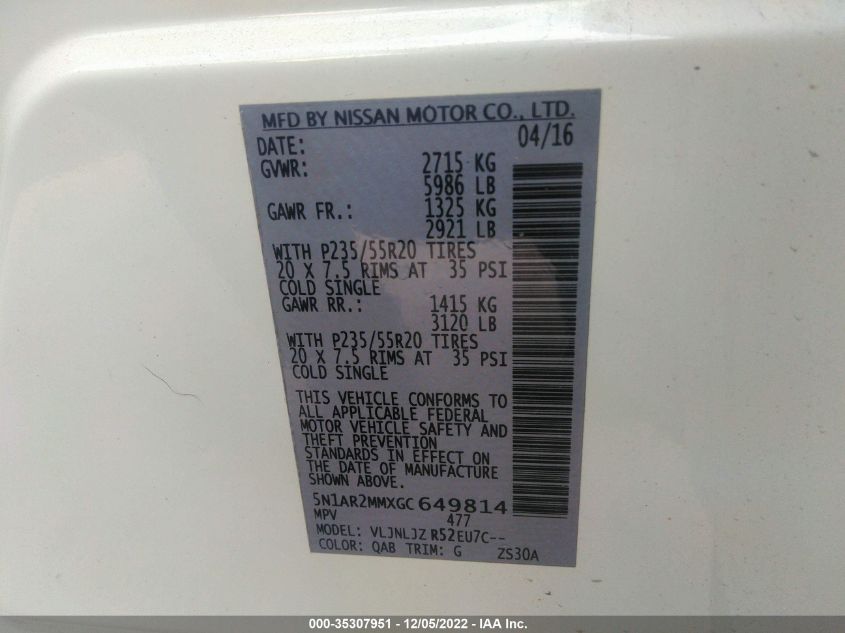 MFD BY NISSAN MOTOR CO., LTD.
DATE: 04/16
GVWR: 2715 KG
5986 LB
GAWR FR.: 1325 KG
2921 LB
WITH P235/55R20 TIRES
20 X 7.5 RIMS AT 35 PSI
COLD SINGLE
GAWR RR.: 1415 KG
3120 LB
WITH P235/55R20 TIRES
20 X 7.5 RIMS AT 35 PSI
COLD SINGLE
THIS VEHICLE CONFORMS TO
ALL APPLICABLE FEDERAL
MOTOR VEHICLE SAFETY AND
THEFT PREVENTION
STANDARDS IN EFFECT ON
THE DATE OF MANUFACTURE
SHOWN ABOVE.
5N1AR2MMXGC 649814
MPV 477
MODEL: VLJNLJZ R52EU7C--
COLOR: QAB TRIM: G ZS30A
000-35307951 - 12/05/2022 - IAA Inc.